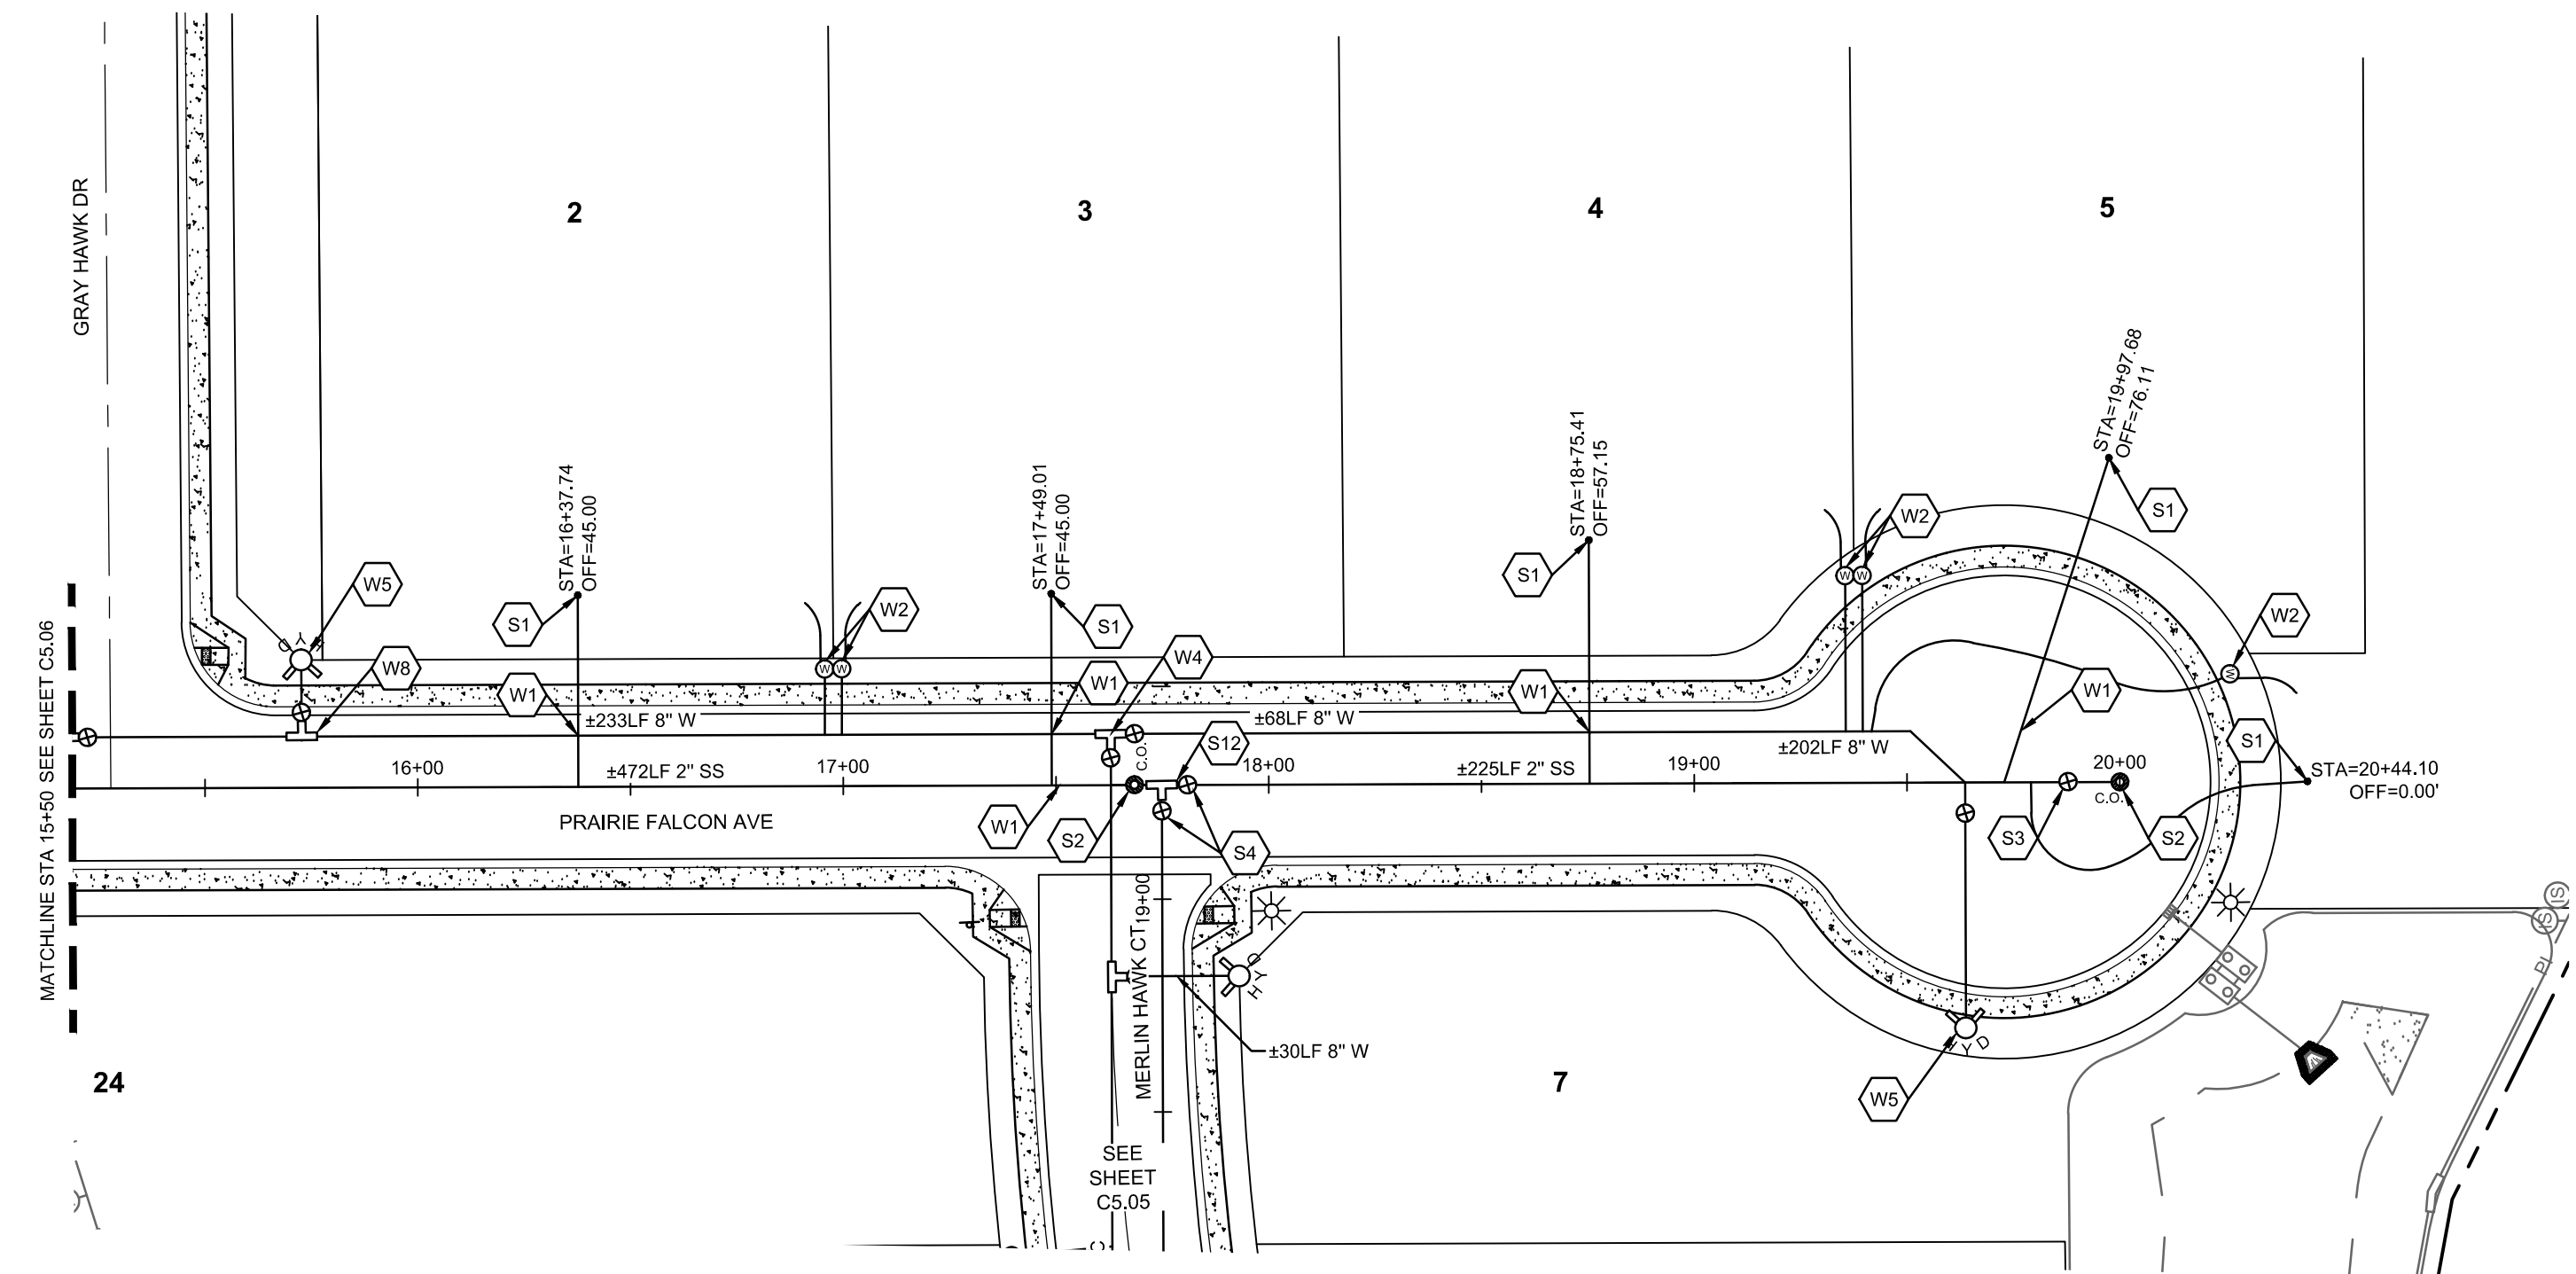 GRAY HAWK DR
2
3
4
5
STA=16+37.74
OFF=45.00
STA=17+49.01
OFF=45.00
STA=18+75.41
OFF=57.15
STA=19+97.68
OFF=76.11
S1
W2
W5
S1
W2
S1
S1
W2
W8
W4
W1
W1
W1
W1
HYD
W
W
W
W
W
±233LF 8" W
±68LF 8" W
±202LF 8" W
S12
C.O.
S1
16+00
±472LF 2" SS
17+00
18+00
±225LF 2" SS
19+00
20+00
STA=20+44.10
OFF=0.00'
C.O.
PRAIRIE FALCON AVE
W1
S2
S4
S3
S2
MATCHLINE STA 15+50 SEE SHEET C5.06
19+00
MERLIN HAWK CT
HYD
±30LF 8" W
HYD
W5
24
7
SEE
SHEET
C5.05
IS
IS